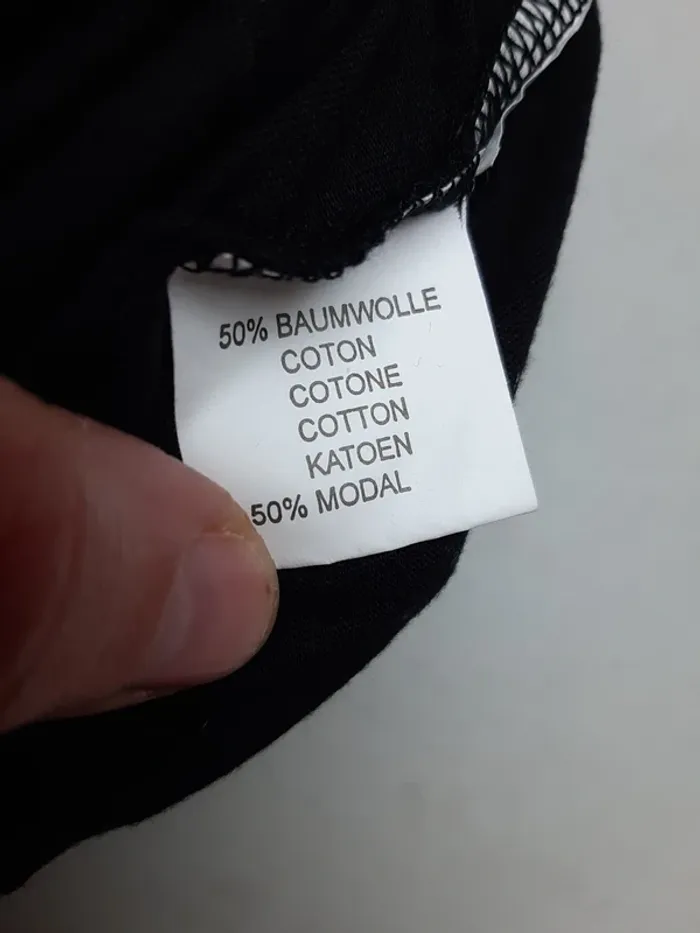 50% BAUMWOLLE
COTON
COTONE
COTTON
KATOEN
50% MODAL